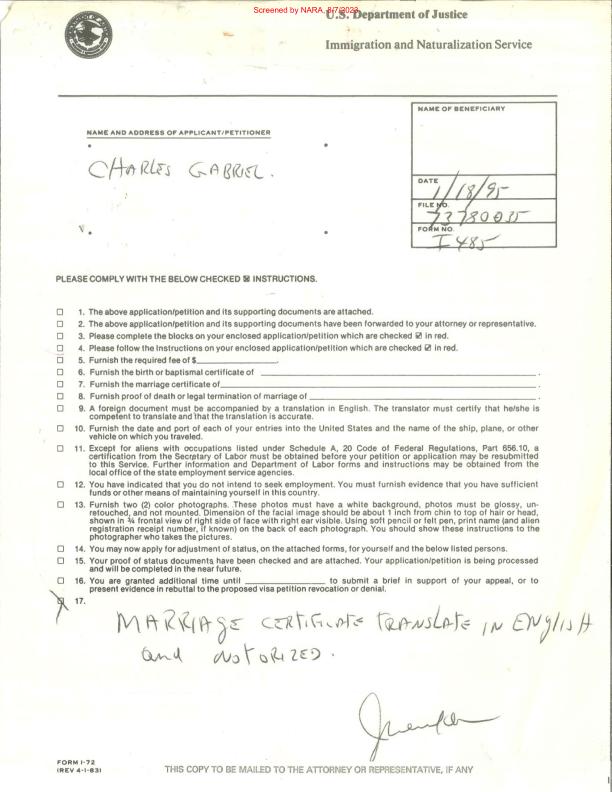 Screened by NARA, 8/7/2023
U.S. Department of Justice
Immigration and Naturalization Service
NAME OF BENEFICIARY
NAME AND ADDRESS OF APPLICANT/PETITIONER
CHARLES GABRIEL.
DATE
1/18/95
FILE NO.
73780035
FORM NO.
I 485
PLEASE COMPLY WITH THE BELOW CHECKED ☒ INSTRUCTIONS.
☐ 1. The above application/petition and its supporting documents are attached.
☐ 2. The above application/petition and its supporting documents have been forwarded to your attorney or representative.
☐ 3. Please complete the blocks on your enclosed application/petition which are checked ☑ in red.
☐ 4. Please follow the Instructions on your enclosed application/petition which are checked ☑ in red.
☐ 5. Furnish the required fee of $____________.
☐ 6. Furnish the birth or baptismal certificate of ____________.
☐ 7. Furnish the marriage certificate of____________.
☐ 8. Furnish proof of death or legal termination of marriage of ____________.
☐ 9. A foreign document must be accompanied by a translation in English. The translator must certify that he/she is
competent to translate and that the translation is accurate.
☐ 10. Furnish the date and port of each of your entries into the United States and the name of the ship, plane, or other
vehicle on which you traveled.
☐ 11. Except for aliens with occupations listed under Schedule A, 20 Code of Federal Regulations, Part 656.10, a
certification from the Secretary of Labor must be obtained before your petition or application may be resubmitted
to this Service. Further information and Department of Labor forms and instructions may be obtained from the
local office of the state employment service agencies.
☐ 12. You have indicated that you do not intend to seek employment. You must furnish evidence that you have sufficient
funds or other means of maintaining yourself in this country.
☐ 13. Furnish two (2) color photographs. These photos must have a white background, photos must be glossy, un-
retouched, and not mounted. Dimension of the facial image should be about 1 inch from chin to top of hair or head,
shown in ¾ frontal view of right side of face with right ear visible. Using soft pencil or felt pen, print name (and alien
registration receipt number, if known) on the back of each photograph. You should show these instructions to the
photographer who takes the pictures.
☐ 14. You may now apply for adjustment of status, on the attached forms, for yourself and the below listed persons.
☐ 15. Your proof of status documents have been checked and are attached. Your application/petition is being processed
and will be completed in the near future.
☐ 16. You are granted additional time until ____________ to submit a brief in support of your appeal, or to
present evidence in rebuttal to the proposed visa petition revocation or denial.
☒ 17.
MARRIAGE CERTIFICATE TRANSLATE IN ENGLISH
and NOTORIZED.
FORM I-72
(REV 4-1-83)
THIS COPY TO BE MAILED TO THE ATTORNEY OR REPRESENTATIVE, IF ANY